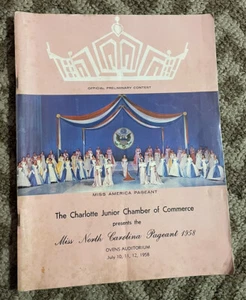 OFFICIAL PRELIMINARY CONTEST
MISS AMERICA PAGEANT
The Charlotte Junior Chamber of Commerce
presents the
Miss North Carolina Pageant 1958
OVENS AUDITORIUM
July 10, 11, 12, 1958